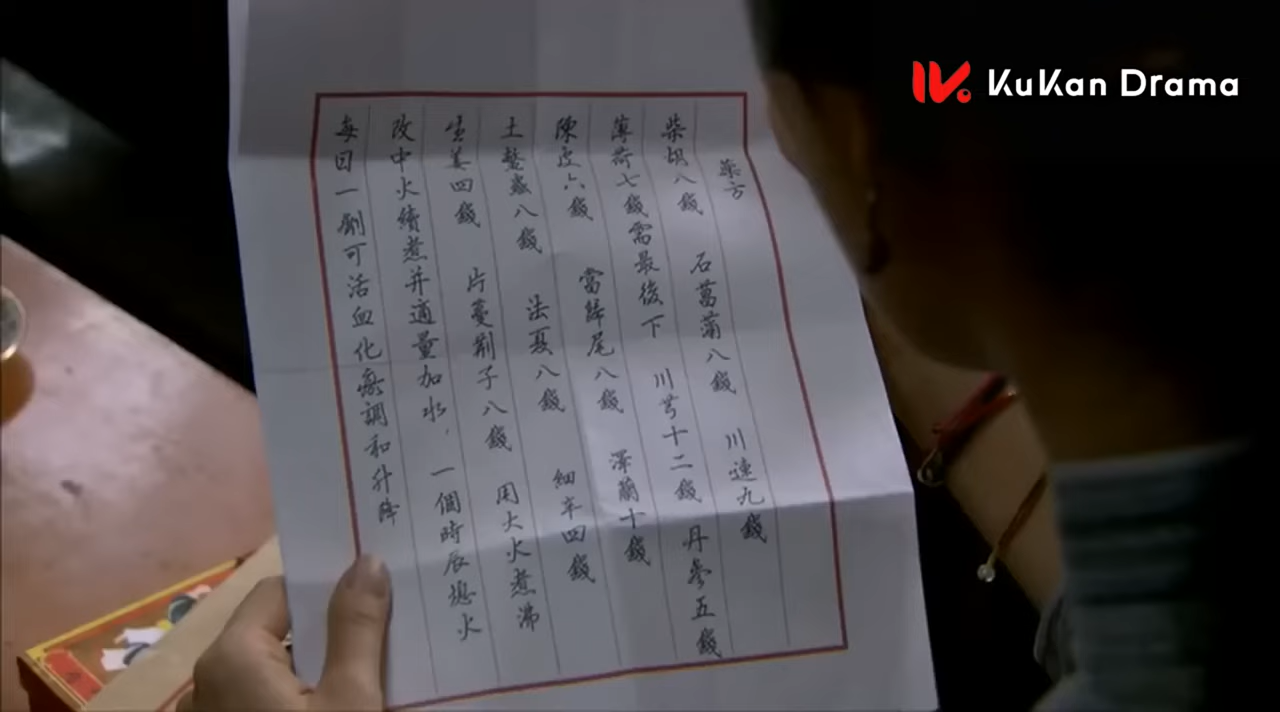 KuKan Drama
藥方
柴胡八錢 石菖蒲八錢 川連九錢
薄荷七錢需最後下 川芎十二錢 丹參五錢
陳皮六錢 當歸尾八錢 澤蘭十錢
土鱉蟲八錢 法夏八錢 細辛四錢
生姜四錢 片蔓荆子八錢 用大火煮沸
改中火續煮并適量加水，一個時辰熄火
每日一劑可活血化瘀調和升降